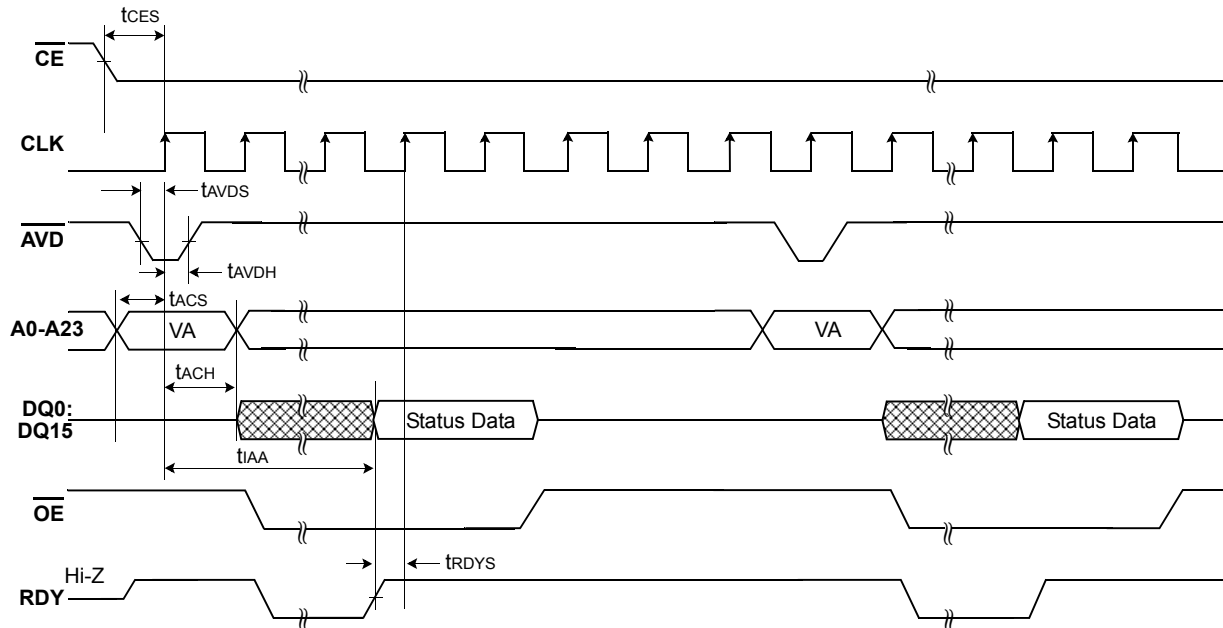 tCES
CE
CLK
tAVDS
AVD
tAVDH
tACS
A0-A23
VA
VA
tACH
DQ0:
DQ15
Status Data
Status Data
tIAA
OE
tRDYS
Hi-Z
RDY